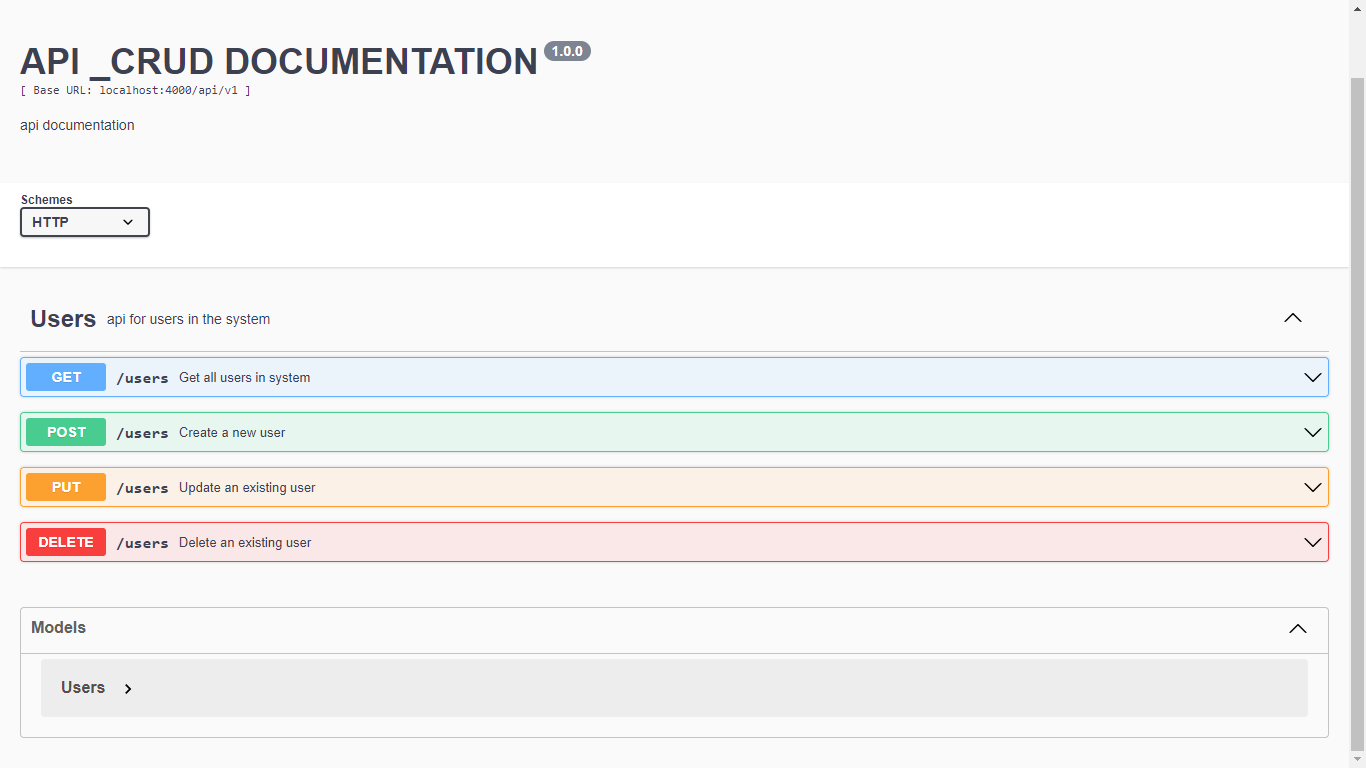 API _CRUD DOCUMENTATION 1.0.0
[ Base URL: localhost:4000/api/v1 ]
api documentation
Schemes
HTTP
Users api for users in the system
GET /users Get all users in system
POST /users Create a new user
PUT /users Update an existing user
DELETE /users Delete an existing user
Models
Users